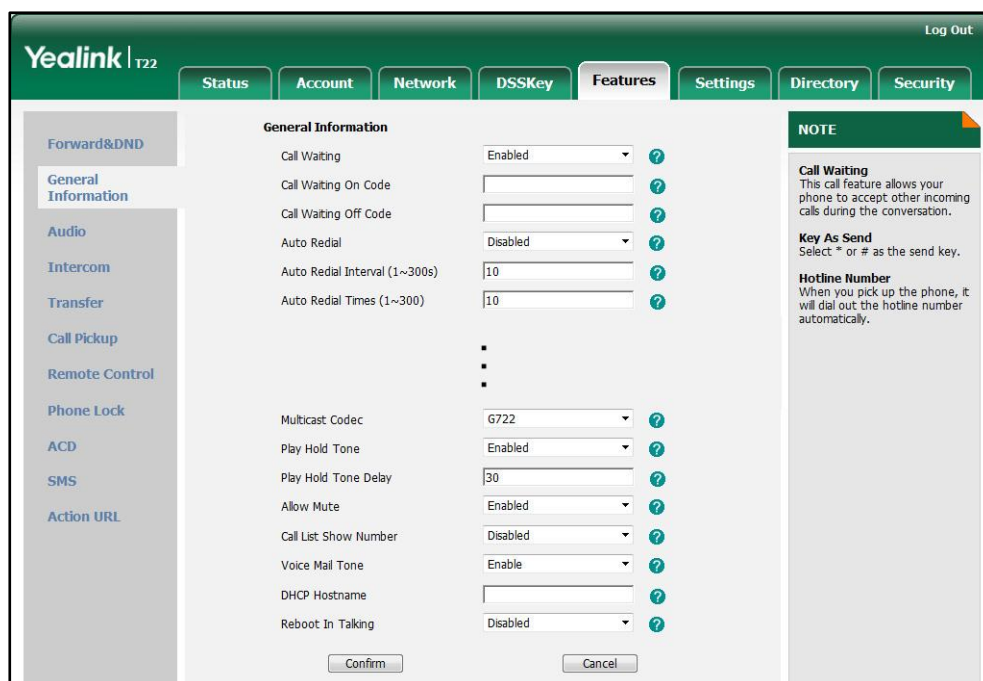 Log Out
Yealink T22
Status Account Network DSSKey Features Settings Directory Security
Forward&DND
General
Information
Audio
Intercom
Transfer
Call Pickup
Remote Control
Phone Lock
ACD
SMS
Action URL
General Information
Call Waiting Enabled ?
Call Waiting On Code ?
Call Waiting Off Code ?
Auto Redial Disabled ?
Auto Redial Interval (1~300s) 10 ?
Auto Redial Times (1~300) 10 ?
Multicast Codec G722 ?
Play Hold Tone Enabled ?
Play Hold Tone Delay 30 ?
Allow Mute Enabled ?
Call List Show Number Disabled ?
Voice Mail Tone Enable ?
DHCP Hostname ?
Reboot In Talking Disabled ?
Confirm Cancel
NOTE
Call Waiting
This call feature allows your
phone to accept other incoming
calls during the conversation.
Key As Send
Select * or # as the send key.
Hotline Number
When you pick up the phone, it
will dial out the hotline number
automatically.